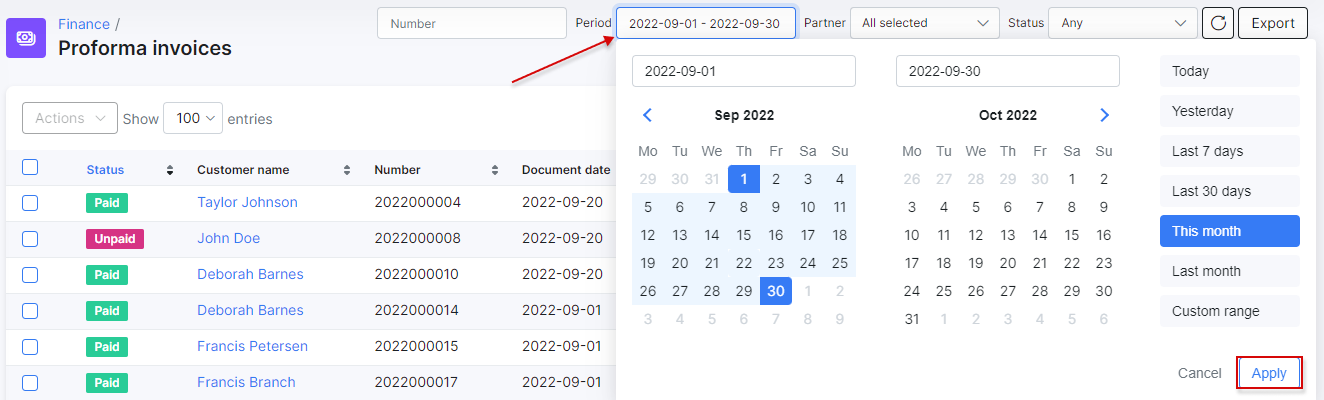 Finance /
Proforma invoices
Number
Period 2022-09-01 - 2022-09-30 Partner All selected Status Any Export
Actions Show 100 entries
Status Customer name Number Document date
Paid Taylor Johnson 2022000004 2022-09-20
Unpaid John Doe 2022000008 2022-09-20
Paid Deborah Barnes 2022000010 2022-09-20
Paid Deborah Barnes 2022000014 2022-09-01
Paid Francis Petersen 2022000015 2022-09-01
Paid Francis Branch 2022000017 2022-09-01
2022-09-01
Sep 2022
Mo Tu We Th Fr Sa Su
29 30 31 1 2 3 4
5 6 7 8 9 10 11
12 13 14 15 16 17 18
19 20 21 22 23 24 25
26 27 28 29 30 1 2
3 4 5 6 7 8 9
2022-09-30
Oct 2022
Mo Tu We Th Fr Sa Su
26 27 28 29 30 1 2
3 4 5 6 7 8 9
10 11 12 13 14 15 16
17 18 19 20 21 22 23
24 25 26 27 28 29 30
31 1 2 3 4 5 6
Today
Yesterday
Last 7 days
Last 30 days
This month
Last month
Custom range
Cancel Apply